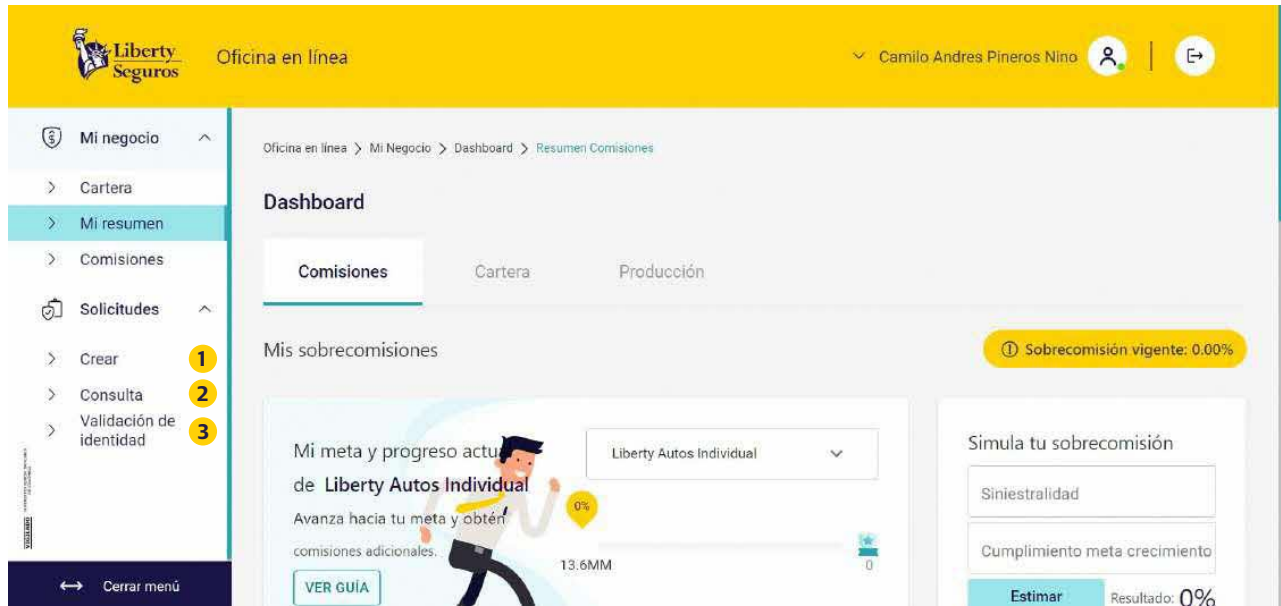 Liberty
Seguros
Oficina en línea
Camilo Andres Pineros Nino
Mi negocio
Cartera
Mi resumen
Comisiones
Solicitudes
Crear 1
Consulta 2
Validación de
identidad 3
Cerrar menú
Oficina en línea > Mi Negocio > Dashboard > Resumen Comisiones
Dashboard
Comisiones Cartera Producción
Mis sobrecomisiones
Sobrecomisión vigente: 0.00%
Mi meta y progreso actu
de Liberty Autos Individual
Avanza hacia tu meta y obtén
comisiones adicionales.
VER GUÍA
Liberty Autos Individual
0%
13.6MM
0
Simula tu sobrecomisión
Siniestralidad
Cumplimiento meta crecimiento
Estimar Resultado: 0%